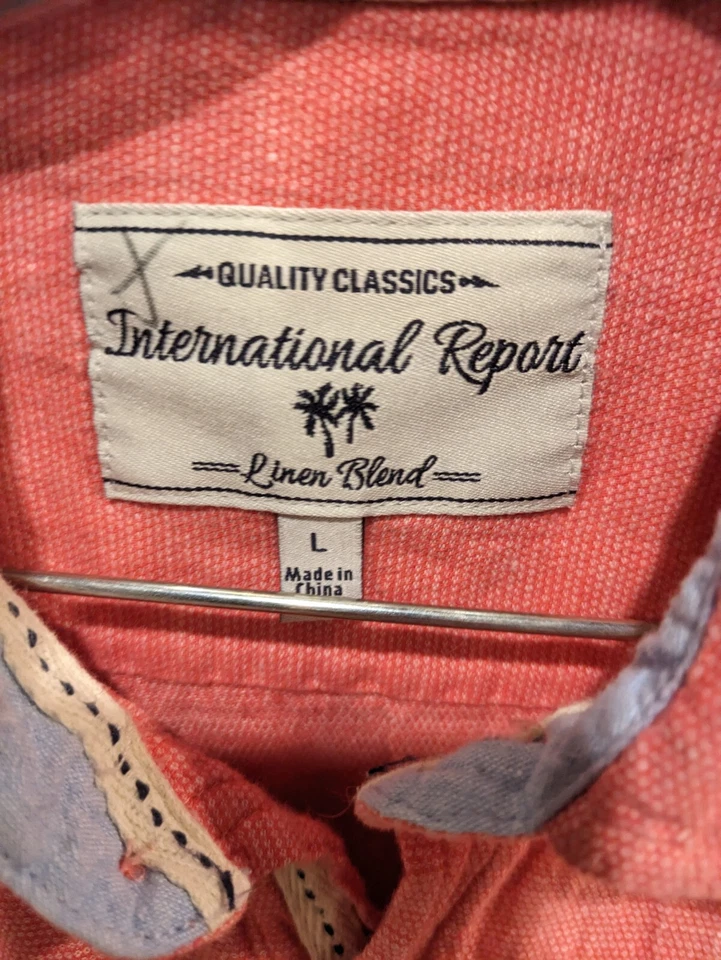 QUALITY CLASSICS
International Report
Linen Blend
L
Made in
China